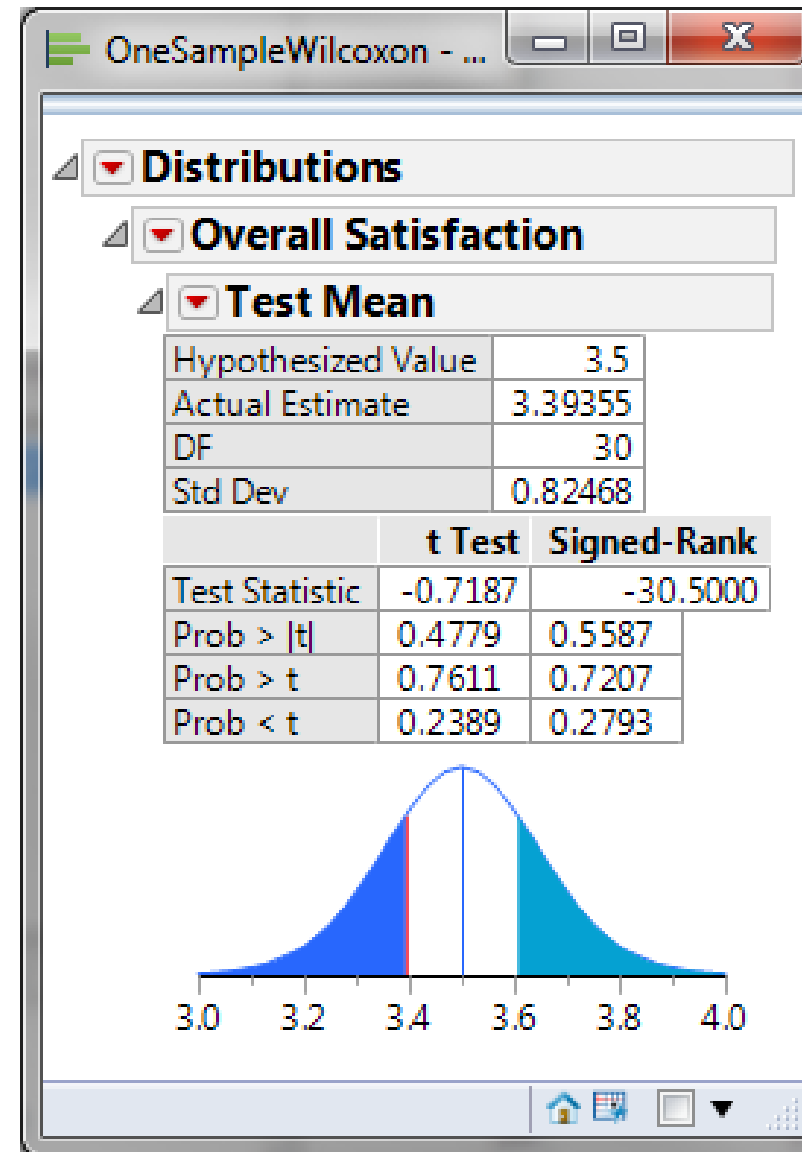 OneSampleWilcoxon - ...
Distributions
Overall Satisfaction
Test Mean
Hypothesized Value 3.5
Actual Estimate 3.39355
DF 30
Std Dev 0.82468
t Test Signed-Rank
Test Statistic -0.7187 -30.5000
Prob > |t| 0.4779 0.5587
Prob > t 0.7611 0.7207
Prob < t 0.2389 0.2793
3.0 3.2 3.4 3.6 3.8 4.0